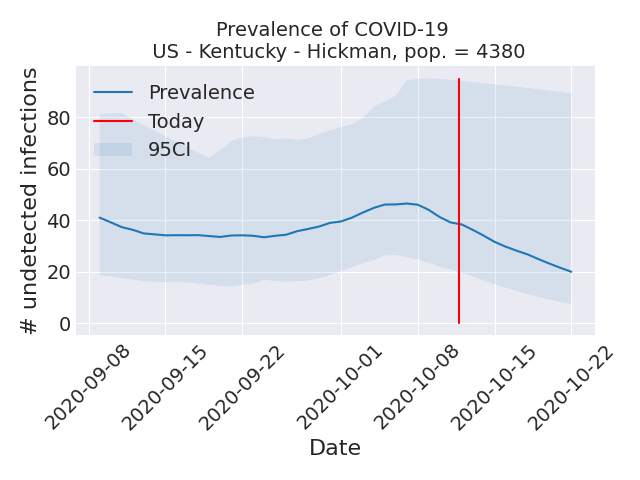 Prevalence of COVID-19
US - Kentucky - Hickman, pop. = 4380
# undetected infections
80
60
40
20
0
Prevalence
Today
95CI
2020-09-08
2020-09-15
2020-09-22
2020-10-01
2020-10-08
2020-10-15
2020-10-22
Date